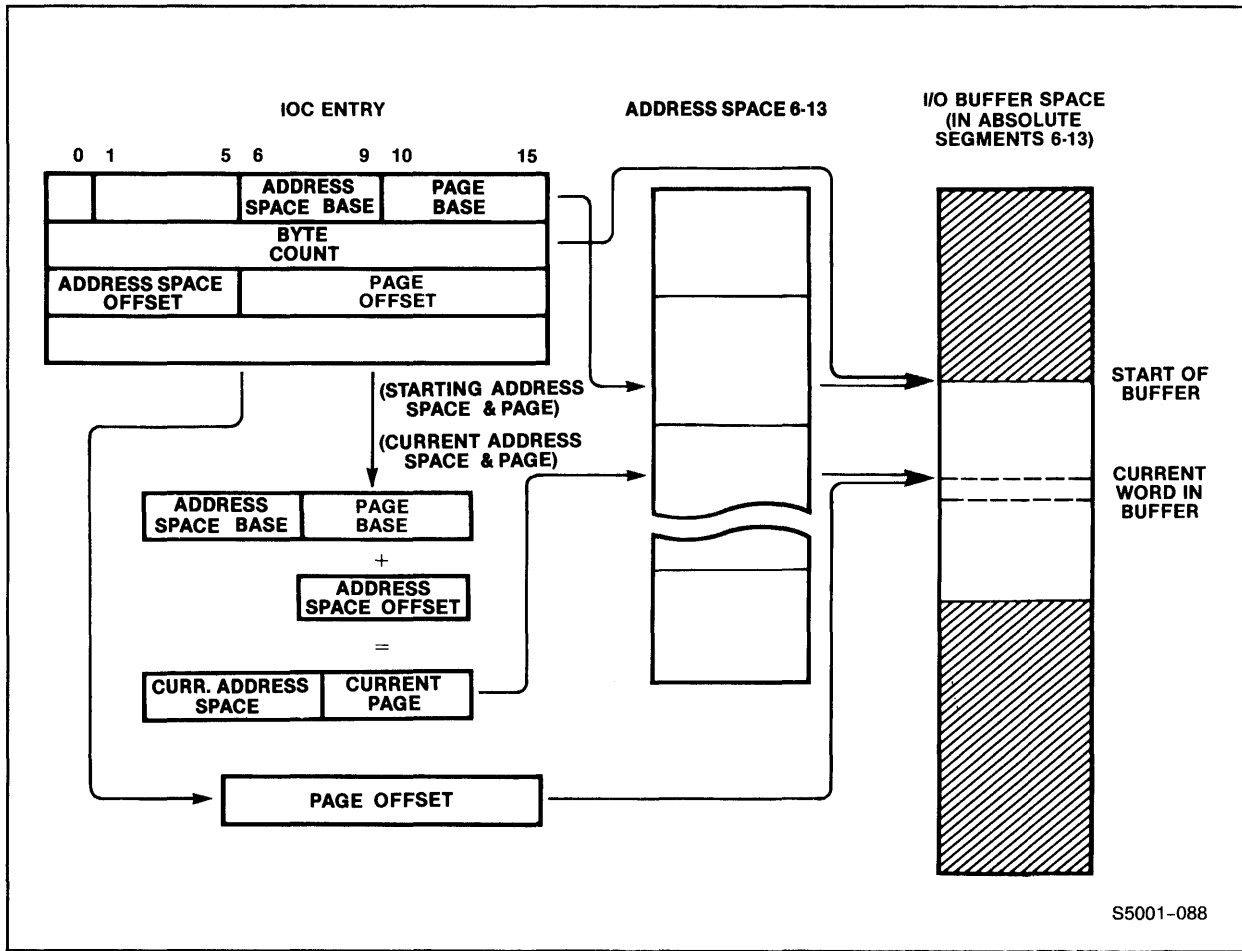 IOC ENTRY
ADDRESS SPACE 6-13
I/O BUFFER SPACE
(IN ABSOLUTE
SEGMENTS 6-13)
0 1 5 6 9 10 15
ADDRESS
SPACE BASE
PAGE
BASE
BYTE
COUNT
ADDRESS SPACE
OFFSET
PAGE
OFFSET
(STARTING ADDRESS
SPACE & PAGE)
(CURRENT ADDRESS
SPACE & PAGE)
START OF
BUFFER
CURRENT
WORD IN
BUFFER
ADDRESS
SPACE BASE
PAGE
BASE
+
ADDRESS
SPACE OFFSET
=
CURR. ADDRESS
SPACE
CURRENT
PAGE
PAGE OFFSET
S5001-088